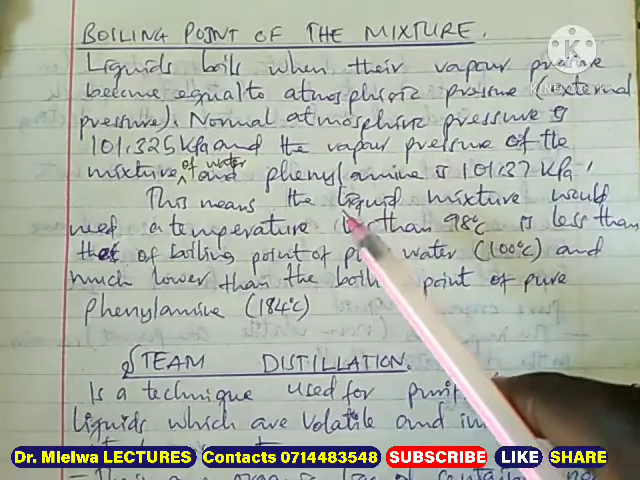 BOILING POINT OF THE MIXTURE.
Liquids boils when their vapour
become equal to atmospheric pressure (external
pressure). Normal atmospheric pressure is
101.325 KPa and the vapour pressure of the
mixture of water and phenylamine is 101.37 KPa.
This means the liquid mixture would
need a temperature than 98°C is less than
that of boiling point of water (100°C) and
much lower than the point of pure
phenylamine (184°C)
STEAM DISTILLATION.
Is a technique used for
liquids which are volatile and
Dr. Mlelwa LECTURES Contacts 0714483548 SUBSCRIBE LIKE SHARE